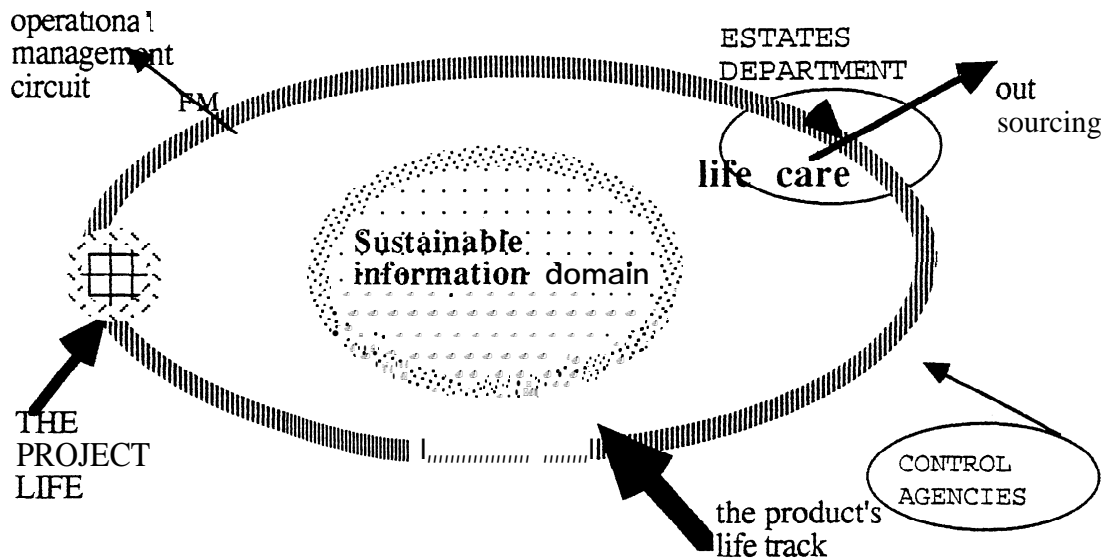 operational
management
circuit
FM
ESTATES
DEPARTMENT
out
sourcing
life care
Sustainable
information domain
THE
PROJECT
LIFE
CONTROL
AGENCIES
the product's
life track